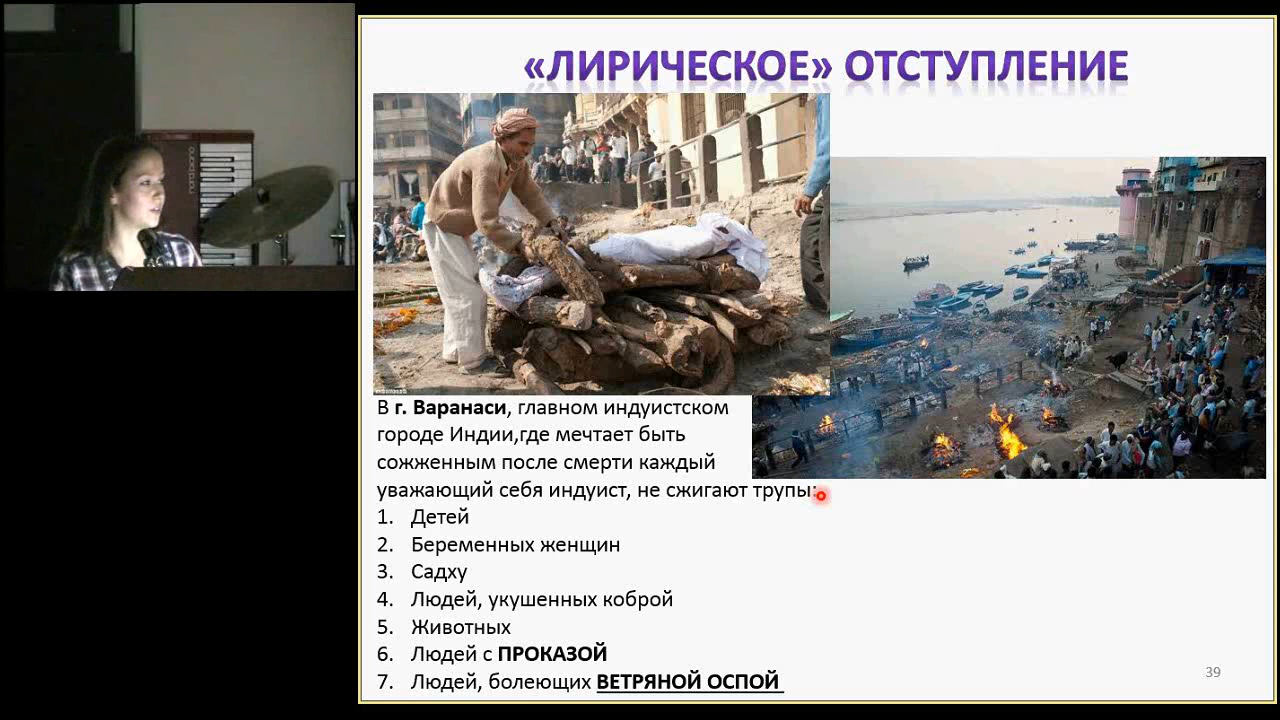 «ЛИРИЧЕСКОЕ» ОТСТУПЛЕНИЕ
В г. Варанаси, главном индуистском
городе Индии,где мечтает быть
сожженным после смерти каждый
уважающий себя индуист, не сжигают трупы:
1. Детей
2. Беременных женщин
3. Садху
4. Людей, укушенных коброй
5. Животных
6. Людей с ПРОКАЗОЙ
7. Людей, болеющих ВЕТРЯНОЙ ОСПОЙ
39
nord piano